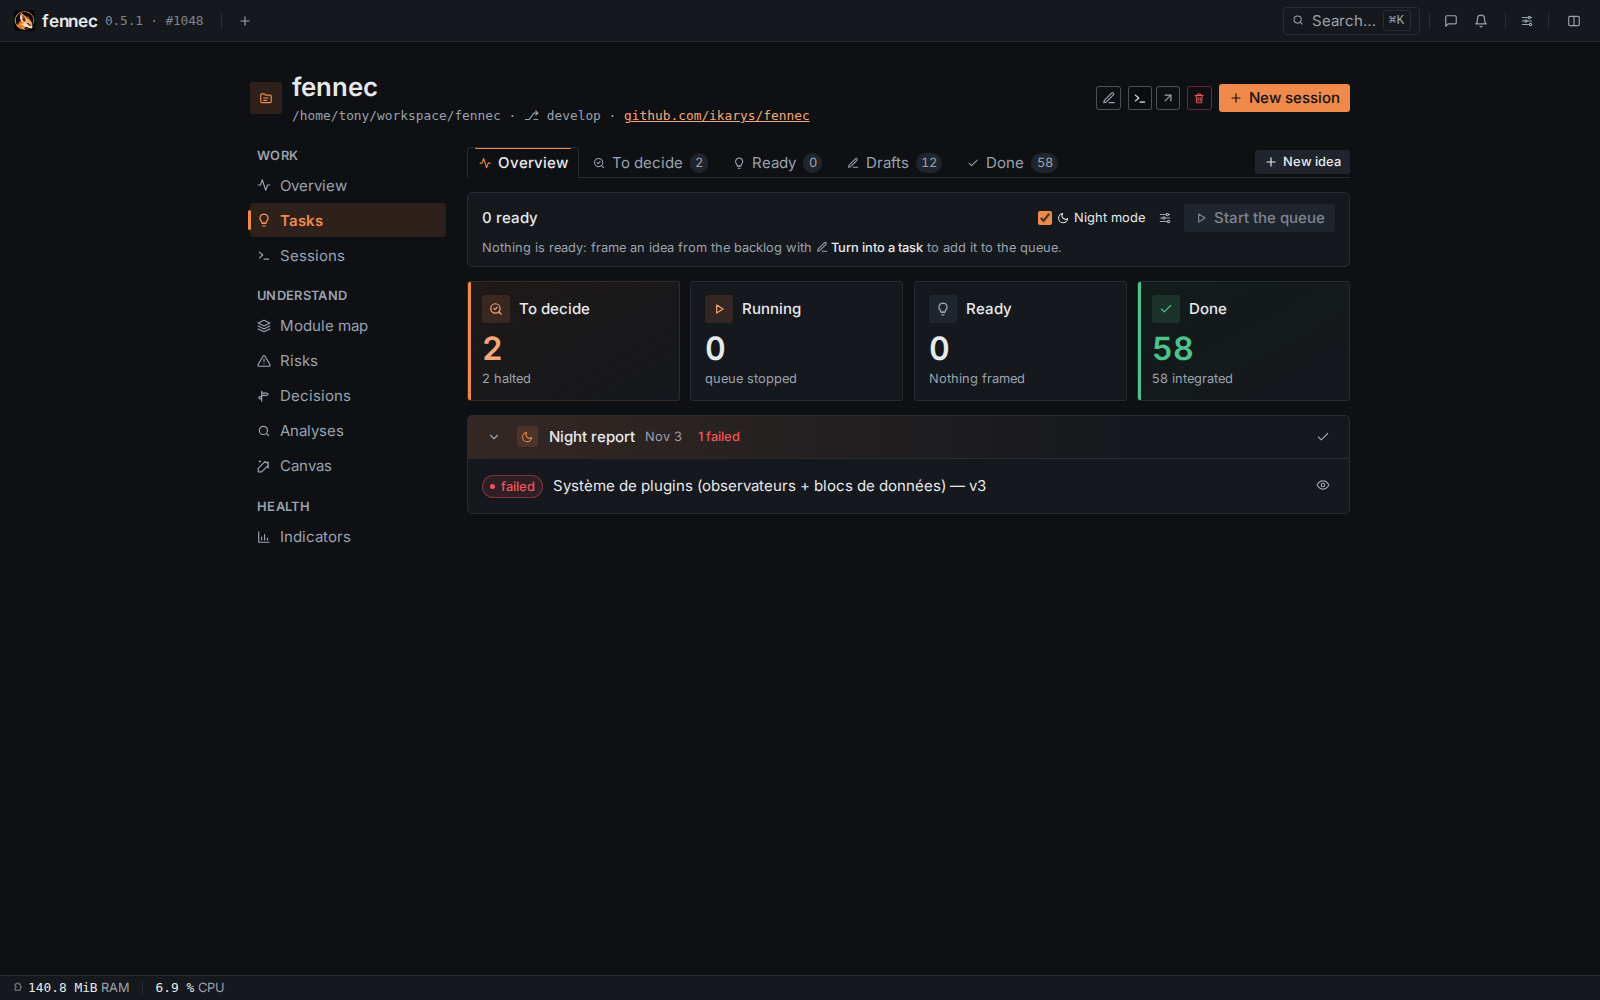 fennec 0.5.1 · #1048
Search... ⌘K
fennec
/home/tony/workspace/fennec · ⎇ develop · github.com/ikarys/fennec
New session
WORK
Overview
Tasks
Sessions
UNDERSTAND
Module map
Risks
Decisions
Analyses
Canvas
HEALTH
Indicators
Overview To decide 2 Ready 0 Drafts 12 Done 58 New idea
0 ready Night mode Start the queue
Nothing is ready: frame an idea from the backlog with Turn into a task to add it to the queue.
To decide
2
2 halted
Running
0
queue stopped
Ready
0
Nothing framed
Done
58
58 integrated
Night report Nov 3 1 failed
failed Système de plugins (observateurs + blocs de données) — v3
140.8 MiB RAM 6.9 % CPU